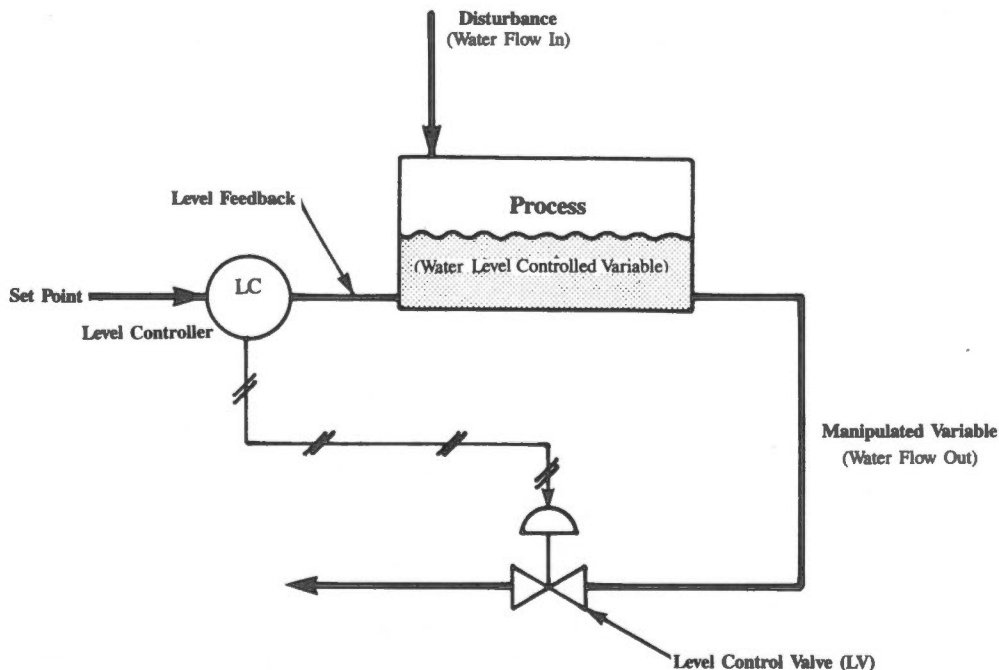 Disturbance
(Water Flow In)
Level Feedback
Process
(Water Level Controlled Variable)
LC
Set Point
Level Controller
Manipulated Variable
(Water Flow Out)
Level Control Valve (LV)